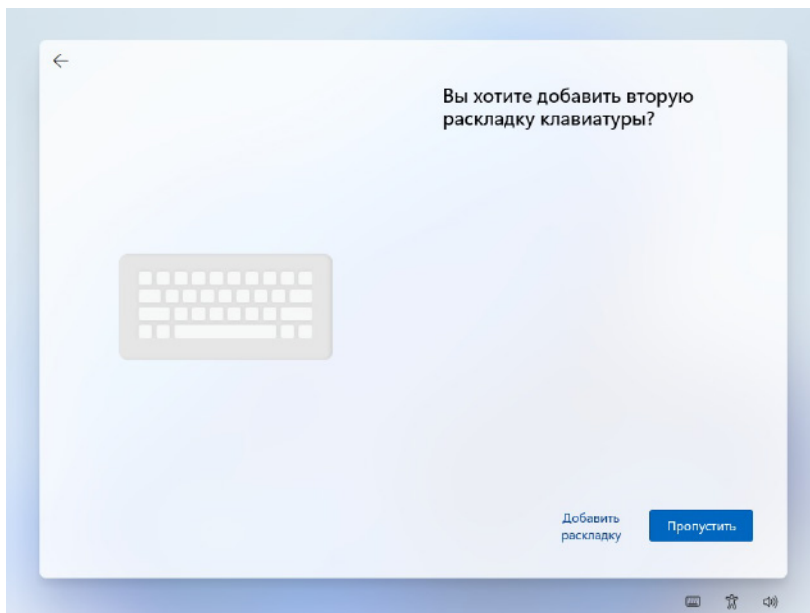 Вы хотите добавить вторую
раскладку клавиатуры?
Добавить
раскладку
Пропустить